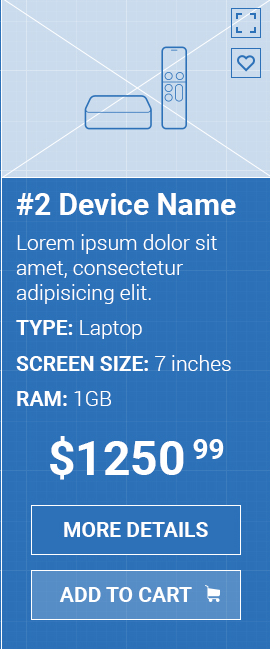 #2 Device Name
Lorem ipsum dolor sit
amet, consectetur
adipisicing elit.
TYPE: Laptop
SCREEN SIZE: 7 inches
RAM: 1GB
$1250 99
MORE DETAILS
ADD TO CART